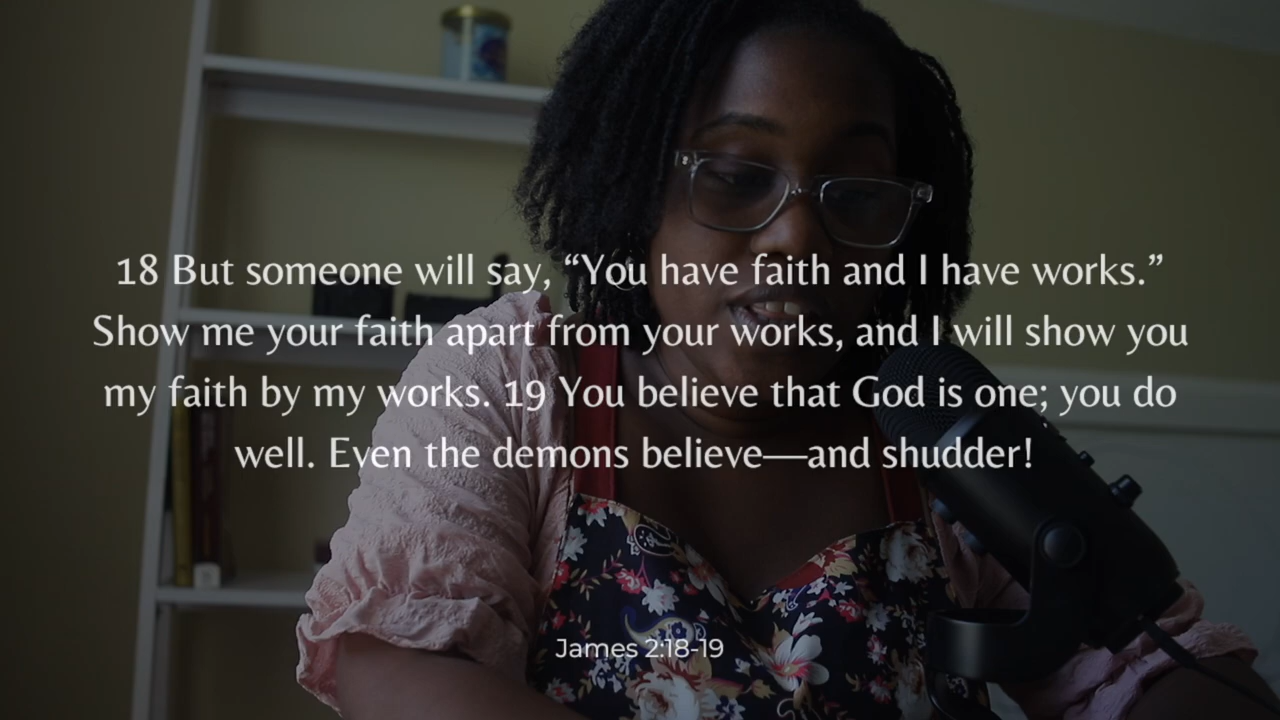 18 But someone will say, “You have faith and I have works.”
Show me your faith apart from your works, and I will show you
my faith by my works. 19 You believe that God is one; you do
well. Even the demons believe—and shudder!
James 2:18-19